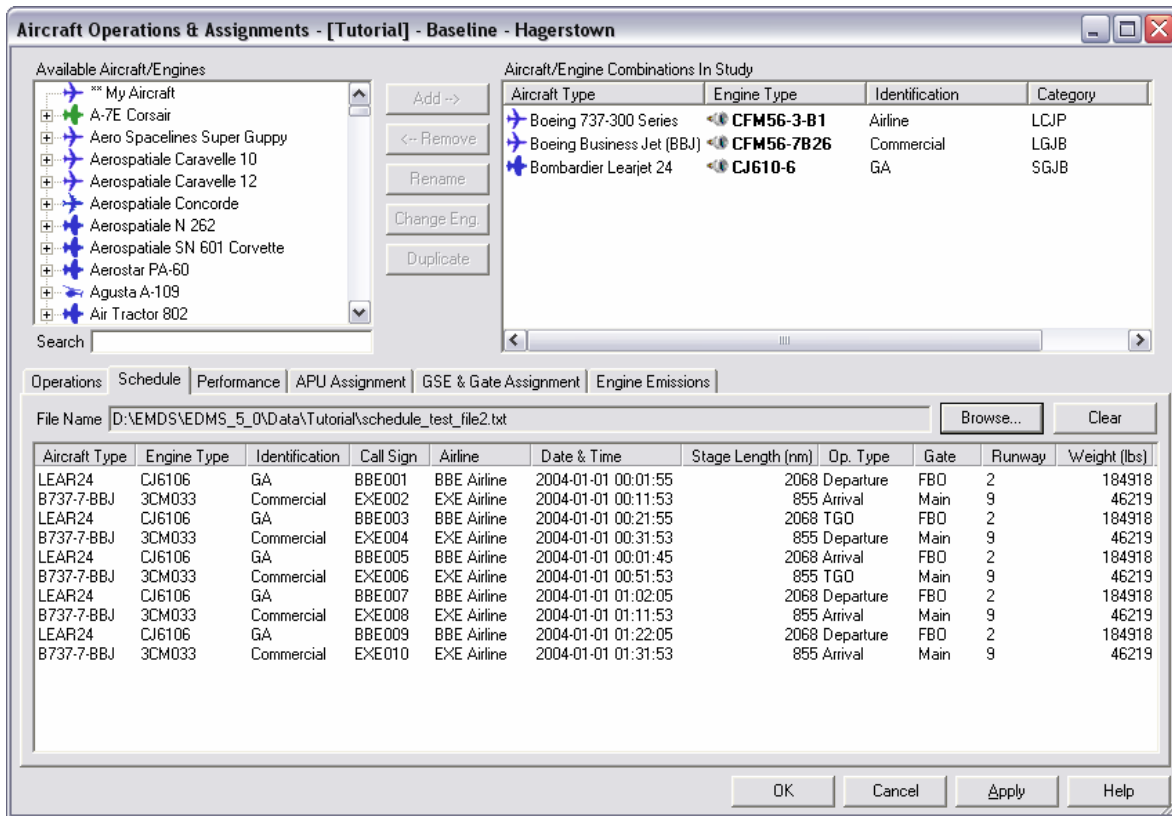 Aircraft Operations & Assignments - [Tutorial] - Baseline - Hagerstown
Available Aircraft/Engines
** My Aircraft
A-7E Corsair
Aero Spacelines Super Guppy
Aerospatiale Caravelle 10
Aerospatiale Caravelle 12
Aerospatiale Concorde
Aerospatiale N 262
Aerospatiale SN 601 Corvette
Aerostar PA-60
Agusta A-109
Air Tractor 802
Search
Add -->
<-- Remove
Rename
Change Eng.
Duplicate
Aircraft/Engine Combinations In Study
Aircraft Type Engine Type Identification Category
Boeing 737-300 Series CFM56-3-B1 Airline LCJP
Boeing Business Jet (BBJ) CFM56-7B26 Commercial LGJB
Bombardier Learjet 24 CJ610-6 GA SGJB
Operations Schedule Performance APU Assignment GSE & Gate Assignment Engine Emissions
File Name D:\EMDS\EDMS_5_0\Data\Tutorial\schedule_test_file2.txt Browse... Clear
Aircraft Type Engine Type Identification Call Sign Airline Date & Time Stage Length (nm) Op. Type Gate Runway Weight (lbs)
LEAR24 CJ6106 GA BBE001 BBE Airline 2004-01-01 00:01:55 2068 Departure FBO 2 184918
B737-7-BBJ 3CM033 Commercial EXE002 EXE Airline 2004-01-01 00:11:53 855 Arrival Main 9 46219
LEAR24 CJ6106 GA BBE003 BBE Airline 2004-01-01 00:21:55 2068 TGO FBO 2 184918
B737-7-BBJ 3CM033 Commercial EXE004 EXE Airline 2004-01-01 00:31:53 855 Departure Main 9 46219
LEAR24 CJ6106 GA BBE005 BBE Airline 2004-01-01 00:01:45 2068 Arrival FBO 2 184918
B737-7-BBJ 3CM033 Commercial EXE006 EXE Airline 2004-01-01 00:51:53 855 TGO Main 9 46219
LEAR24 CJ6106 GA BBE007 BBE Airline 2004-01-01 01:02:05 2068 Departure FBO 2 184918
B737-7-BBJ 3CM033 Commercial EXE008 EXE Airline 2004-01-01 01:11:53 855 Arrival Main 9 46219
LEAR24 CJ6106 GA BBE009 BBE Airline 2004-01-01 01:22:05 2068 Departure FBO 2 184918
B737-7-BBJ 3CM033 Commercial EXE010 EXE Airline 2004-01-01 01:31:53 855 Arrival Main 9 46219
OK Cancel Apply Help